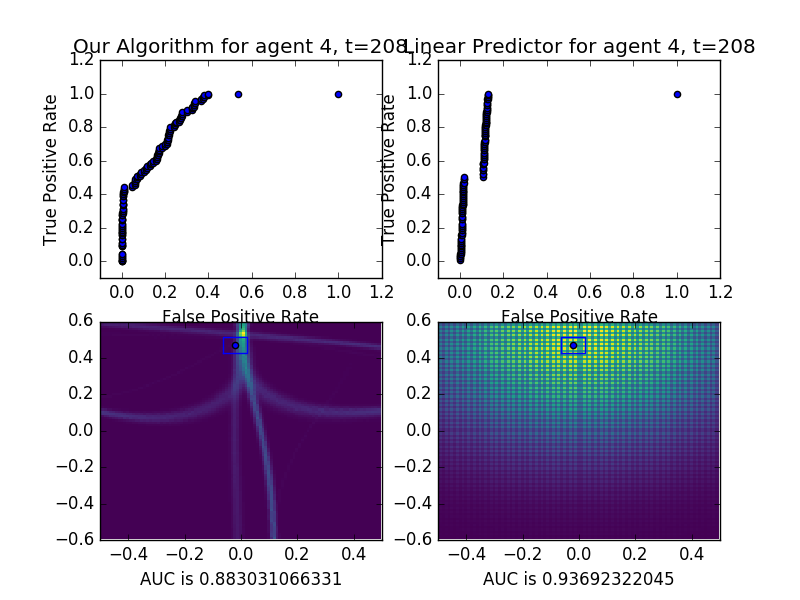 Our Algorithm for agent 4, t=208
Linear Predictor for agent 4, t=208
1.2
1.0
0.8
0.6
0.4
0.2
0.0
True Positive Rate
0.0 0.2 0.4 0.6 0.8 1.0 1.2
False Positive Rate
1.2
1.0
0.8
0.6
0.4
0.2
0.0
True Positive Rate
0.0 0.2 0.4 0.6 0.8 1.0 1.2
False Positive Rate
0.6
0.4
0.2
0.0
−0.2
−0.4
−0.6
−0.4 −0.2 0.0 0.2 0.4
AUC is 0.883031066331
0.6
0.4
0.2
0.0
−0.2
−0.4
−0.6
−0.4 −0.2 0.0 0.2 0.4
AUC is 0.93692322045